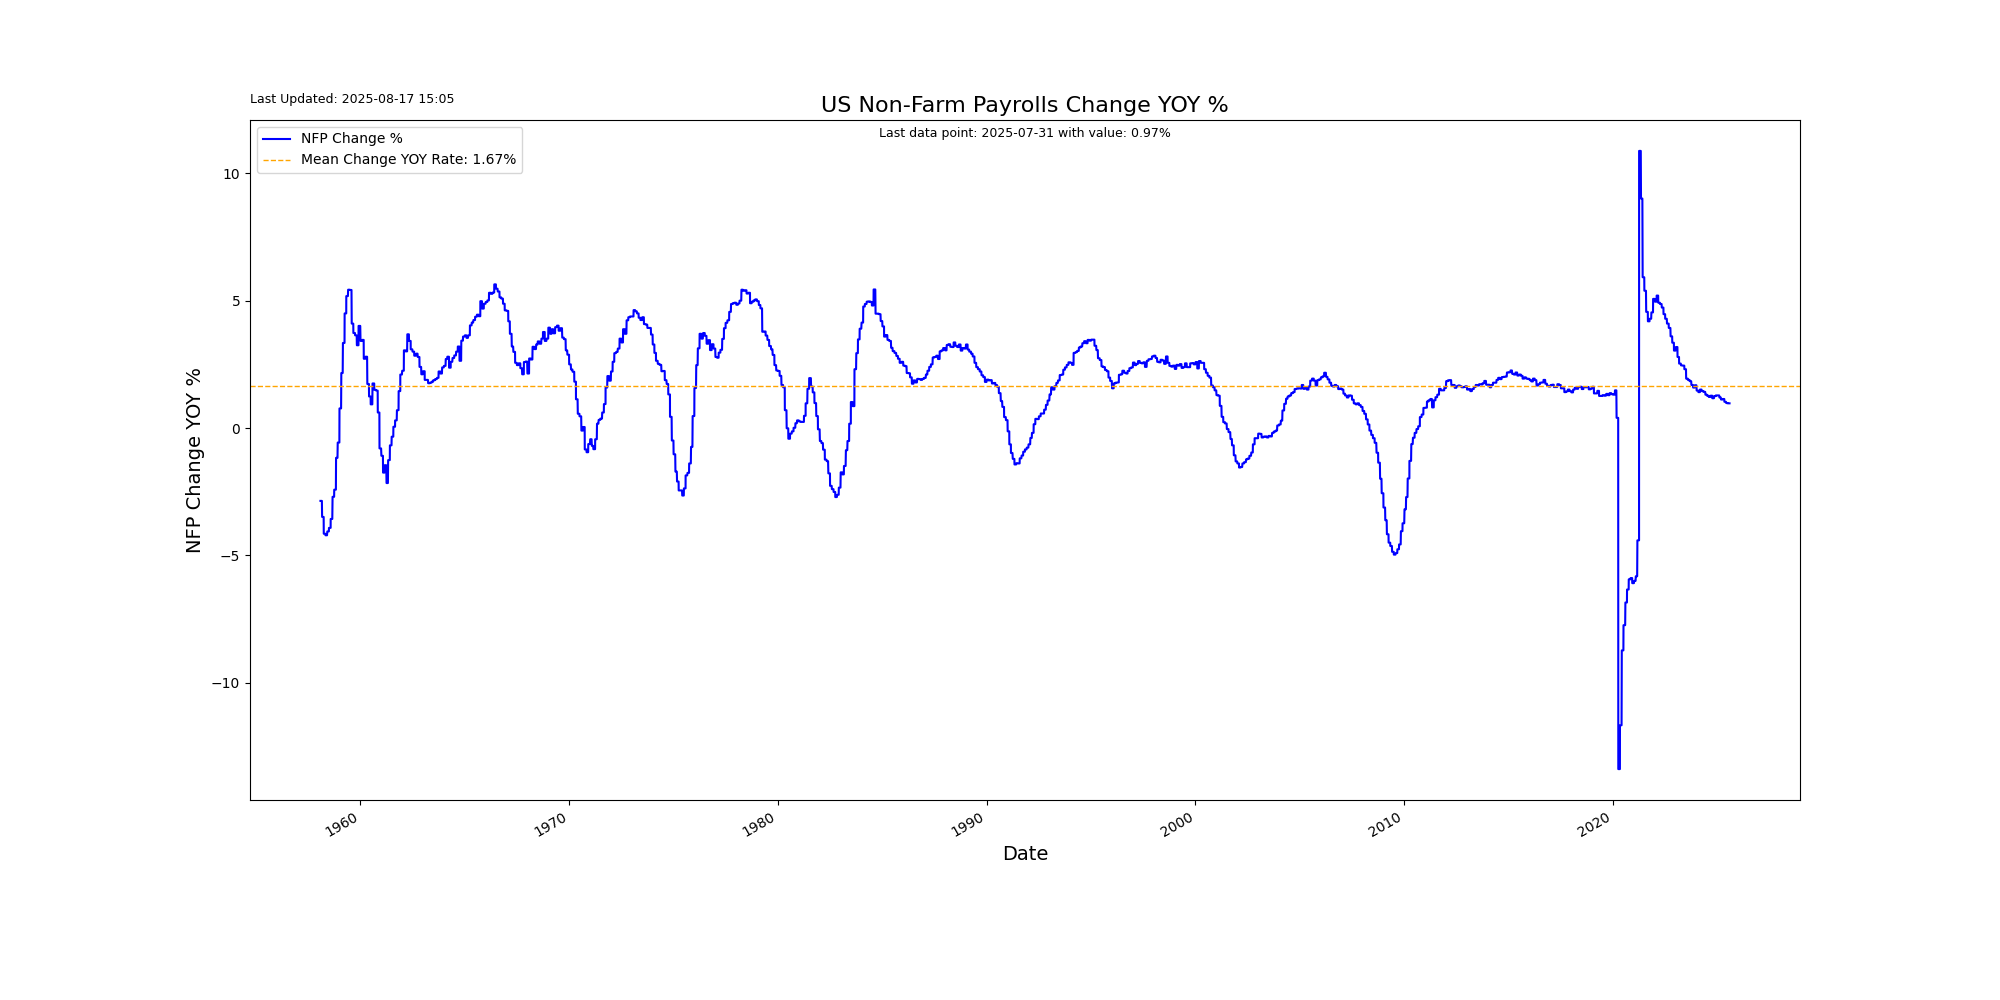 Last Updated: 2025-08-17 15:05
US Non-Farm Payrolls Change YOY %
Last data point: 2025-07-31 with value: 0.97%
NFP Change %
Mean Change YOY Rate: 1.67%
NFP Change YOY %
10
5
0
−5
−10
1960
1970
1980
1990
2000
2010
2020
Date